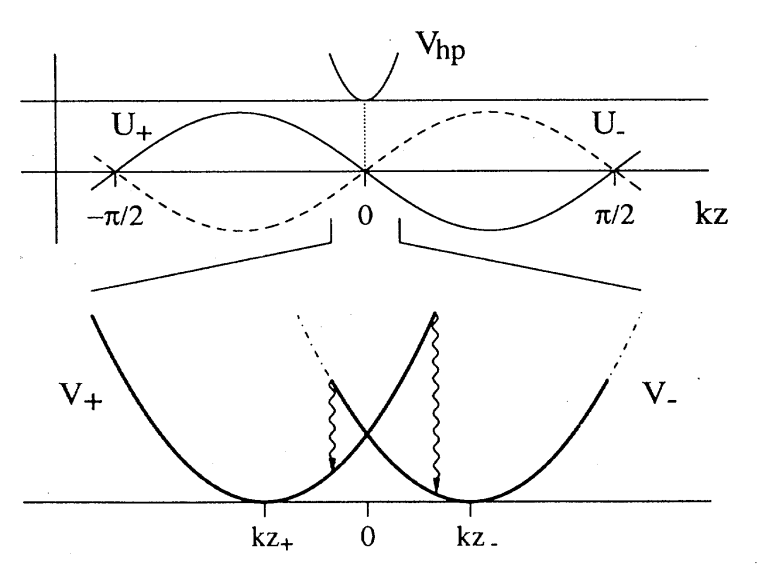 V_hp
U_+ U_-
–π/2 0 π/2 kz
V_+ V_-
kz_+ 0 kz_-